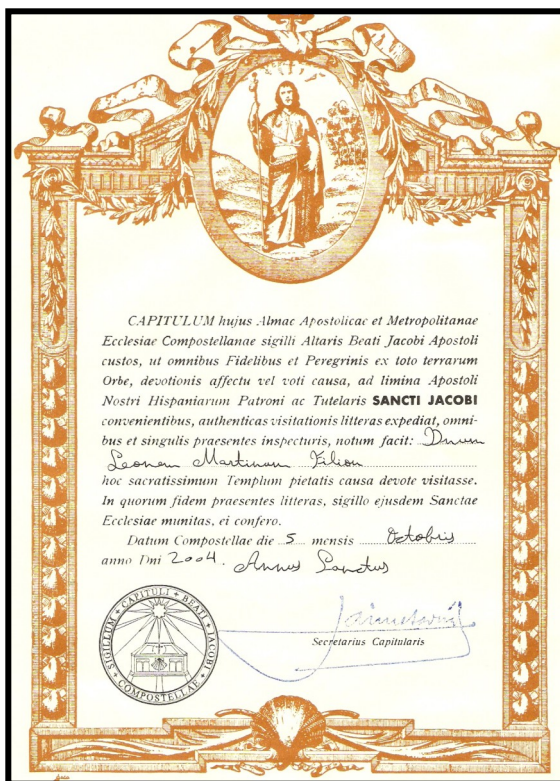 CAPITULUM hujus Almae Apostolicae et Metropolitanae
Ecclesiae Compostellanae sigilli Altaris Beati Jacobi Apostoli
custos, ut omnibus Fidelibus et Peregrinis ex toto terrarum
Orbe, devotionis affectu vel voti causa, ad limina Apostoli
Nostri Hispaniarum Patroni ac Tutelaris SANCTI JACOBI
convenientibus, authenticas visitationis litteras expediat, omni-
bus et singulis praesentes inspecturis, notum facit: Dnum
Leonem Martinum Filion
hoc sacratissimum Templum pietatis causa devote visitasse.
In quorum fidem praesentes litteras, sigillo ejusdem Sanctae
Ecclesiae munitas, ei confero.
Datum Compostellae die 5 mensis Octobris
anno Dni 2004. Annus Sanctus
Secretarius Capitularis
SIGILLUM + CAPITULI + BEATI + JACOBI + COMPOSTELLAE +